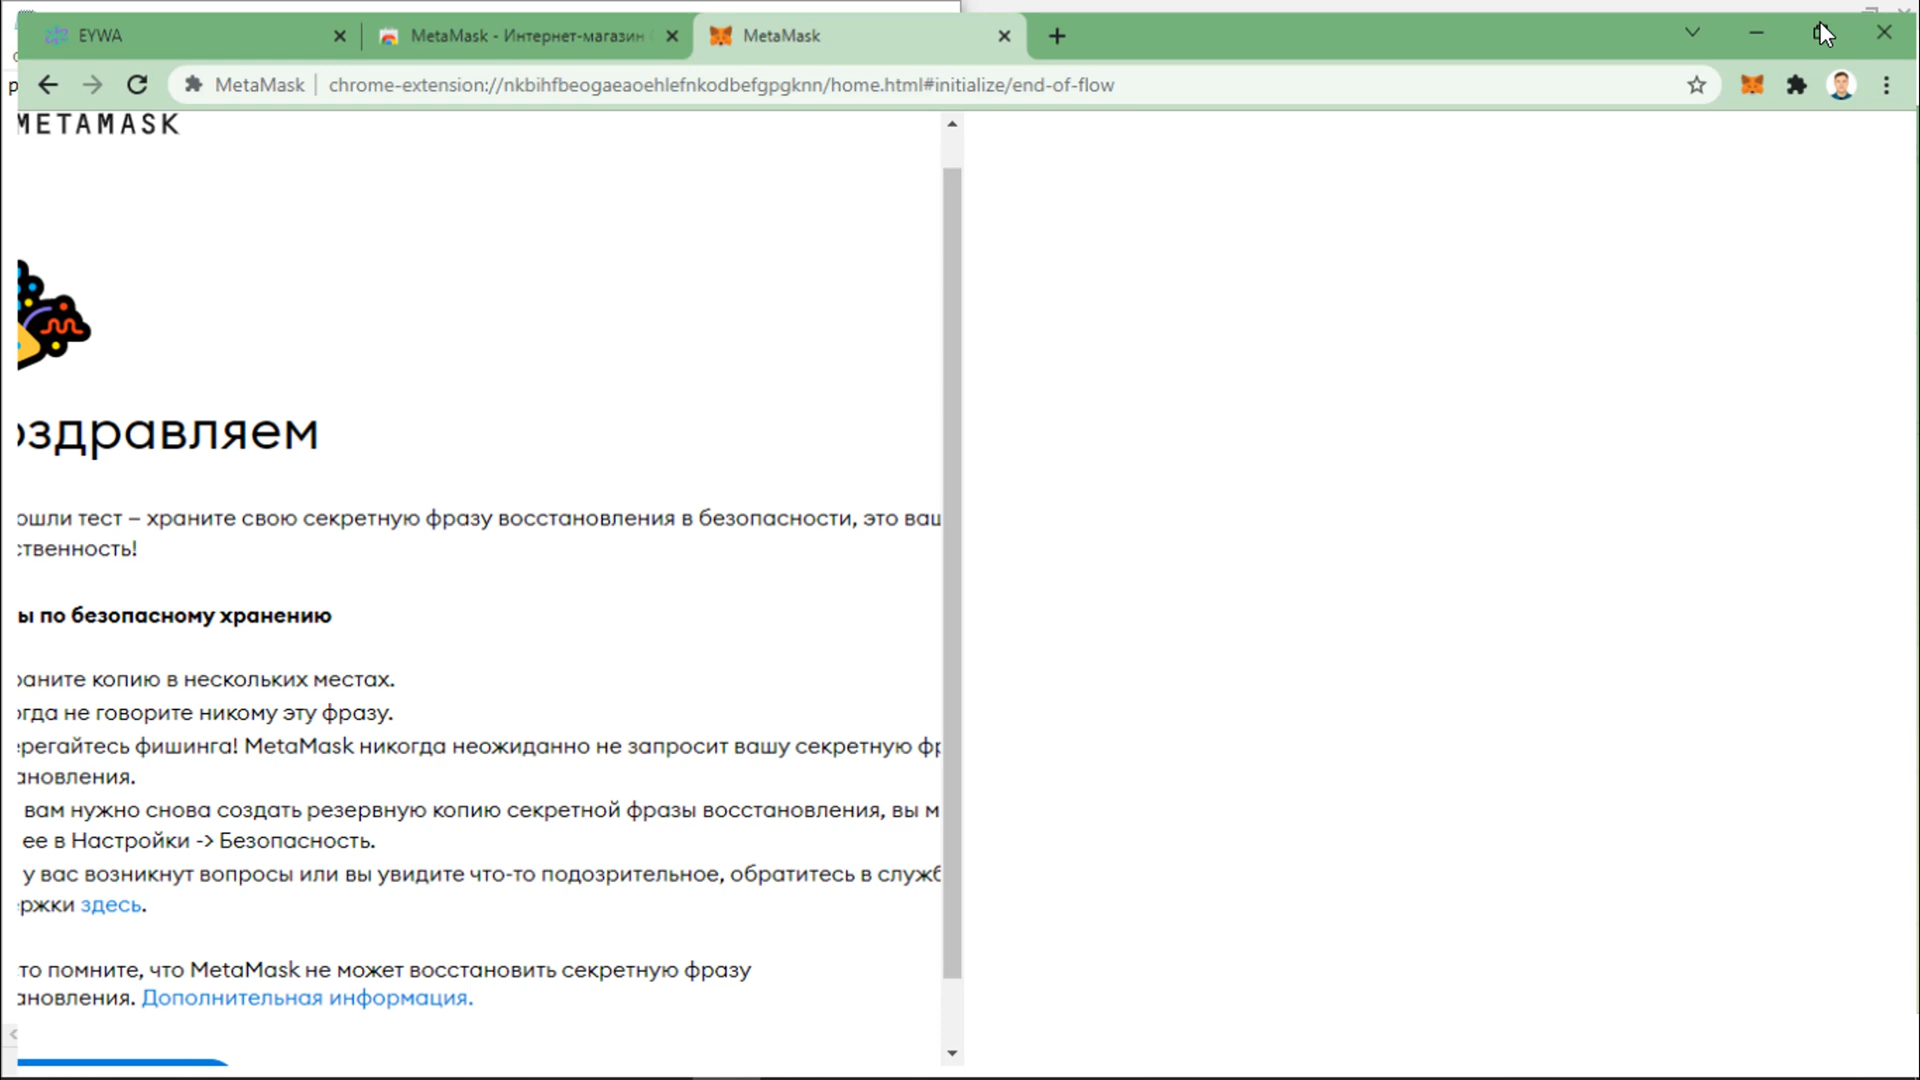 EYWA
MetaMask - Интернет-магазин
MetaMask
MetaMask
chrome-extension://nkbihfbeogaeaoehlefnkodbefgpgknn/home.html#initialize/end-of-flow
METAMASK
оздравляем
ошли тест – храните свою секретную фразу восстановления в безопасности, это ваш
ственность!
ы по безопасному хранению
раните копию в нескольких местах.
огда не говорите никому эту фразу.
ерегайтесь фишинга! MetaMask никогда неожиданно не запросит вашу секретную фр
ановления.
вам нужно снова создать резервную копию секретной фразы восстановления, вы м
ее в Настройки -> Безопасность.
у вас возникнут вопросы или вы увидите что-то подозрительное, обратитесь в служб
ржки здесь.
то помните, что MetaMask не может восстановить секретную фразу
ановления. Дополнительная информация.